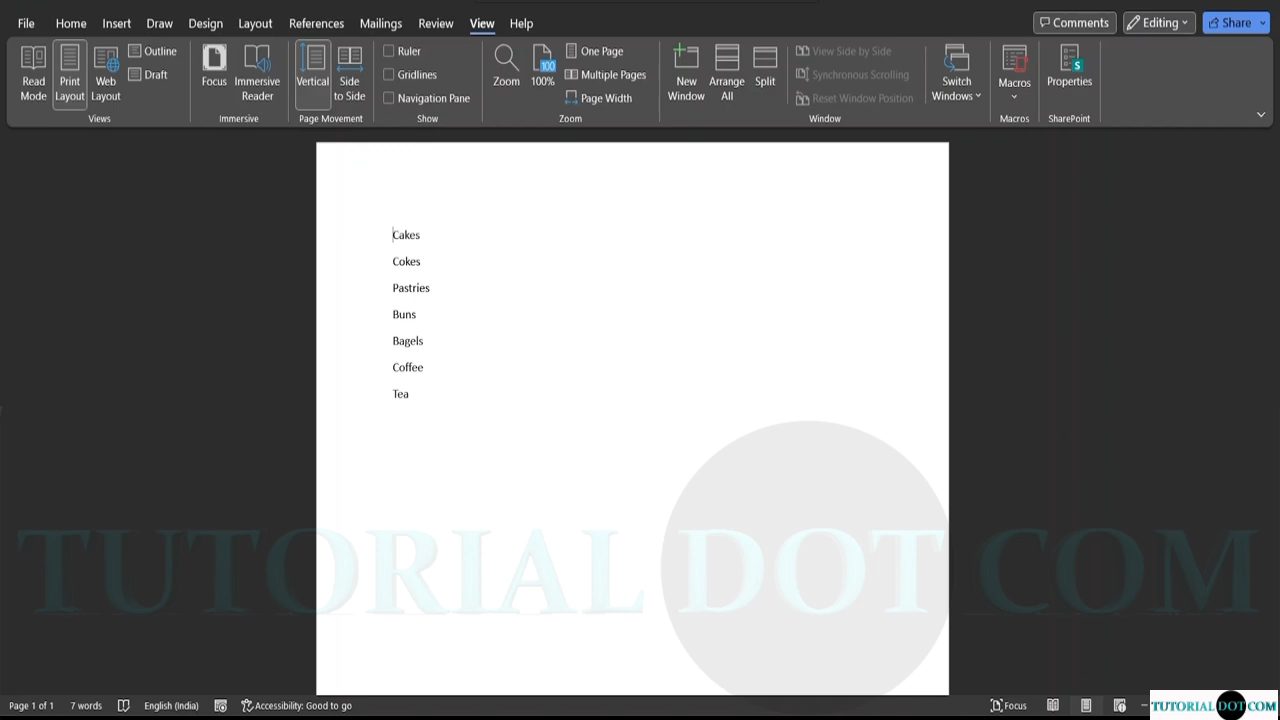 File Home Insert Draw Design Layout References Mailings Review View Help Comments Editing Share
Read Mode
Print Layout
Web Layout
Outline
Draft
Views
Focus
Immersive Reader
Immersive
Vertical
Side to Side
Page Movement
Ruler
Gridlines
Navigation Pane
Show
Zoom
100
100%
One Page
Multiple Pages
Page Width
Zoom
New Window
Arrange All
Split
View Side by Side
Synchronous Scrolling
Reset Window Position
Switch Windows
Window
Macros
Macros
S
Properties
SharePoint
Cakes
Cokes
Pastries
Buns
Bagels
Coffee
Tea
TUTORIAL DOT COM
Page 1 of 1 7 words English (India) Accessibility: Good to go Focus
TUTORIAL DOT COM